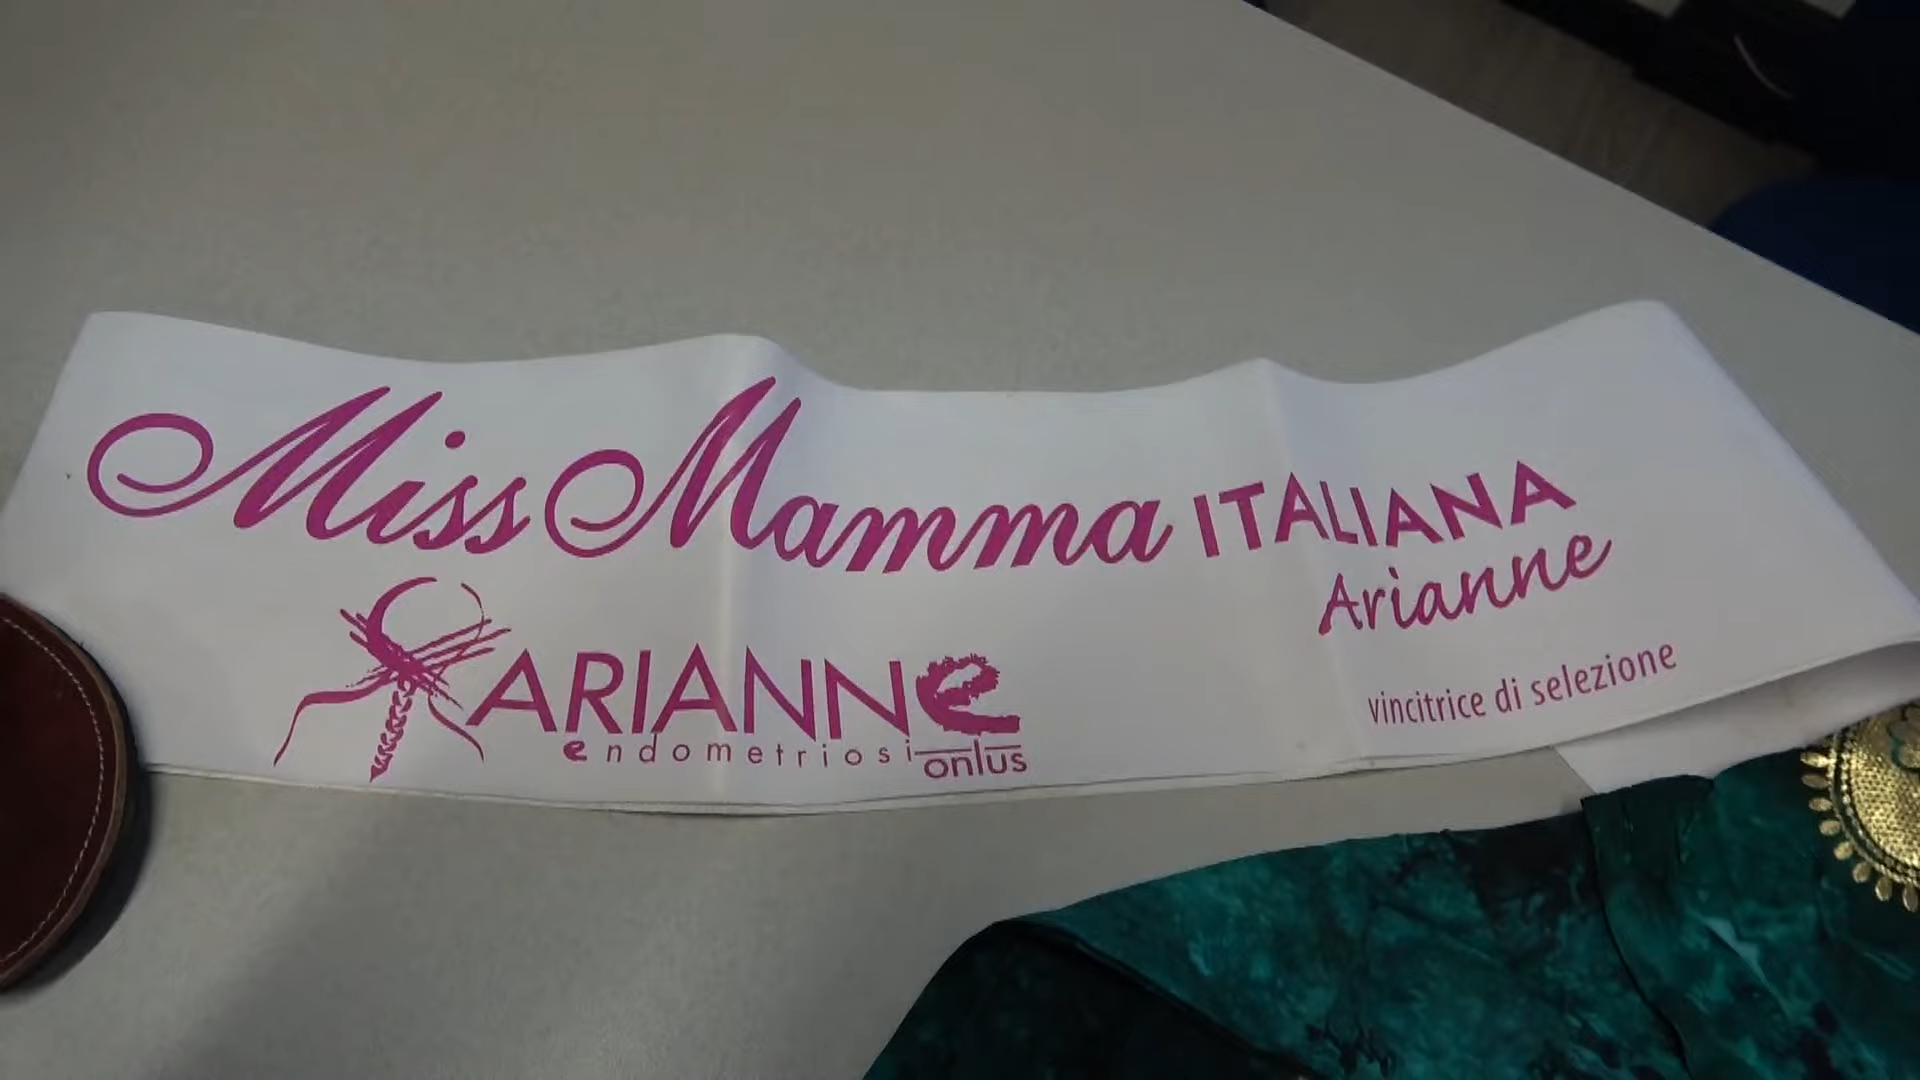 Miss Mamma ITALIANA
Arianne
vincitrice di selezione
ARIANNe
endometriosi
onlus